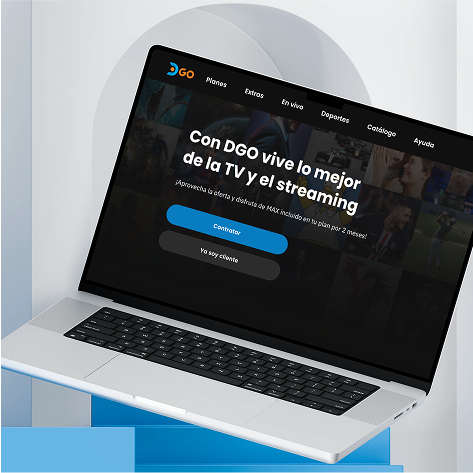 DGO
Planes
Extras
En vivo
Deportes
Catálogo
Ayuda
Con DGO vive lo mejor
de la TV y el streaming
¡Aprovecha la oferta y disfruta de MAX incluido en tu plan por 2 meses!
Contratar
Ya soy cliente